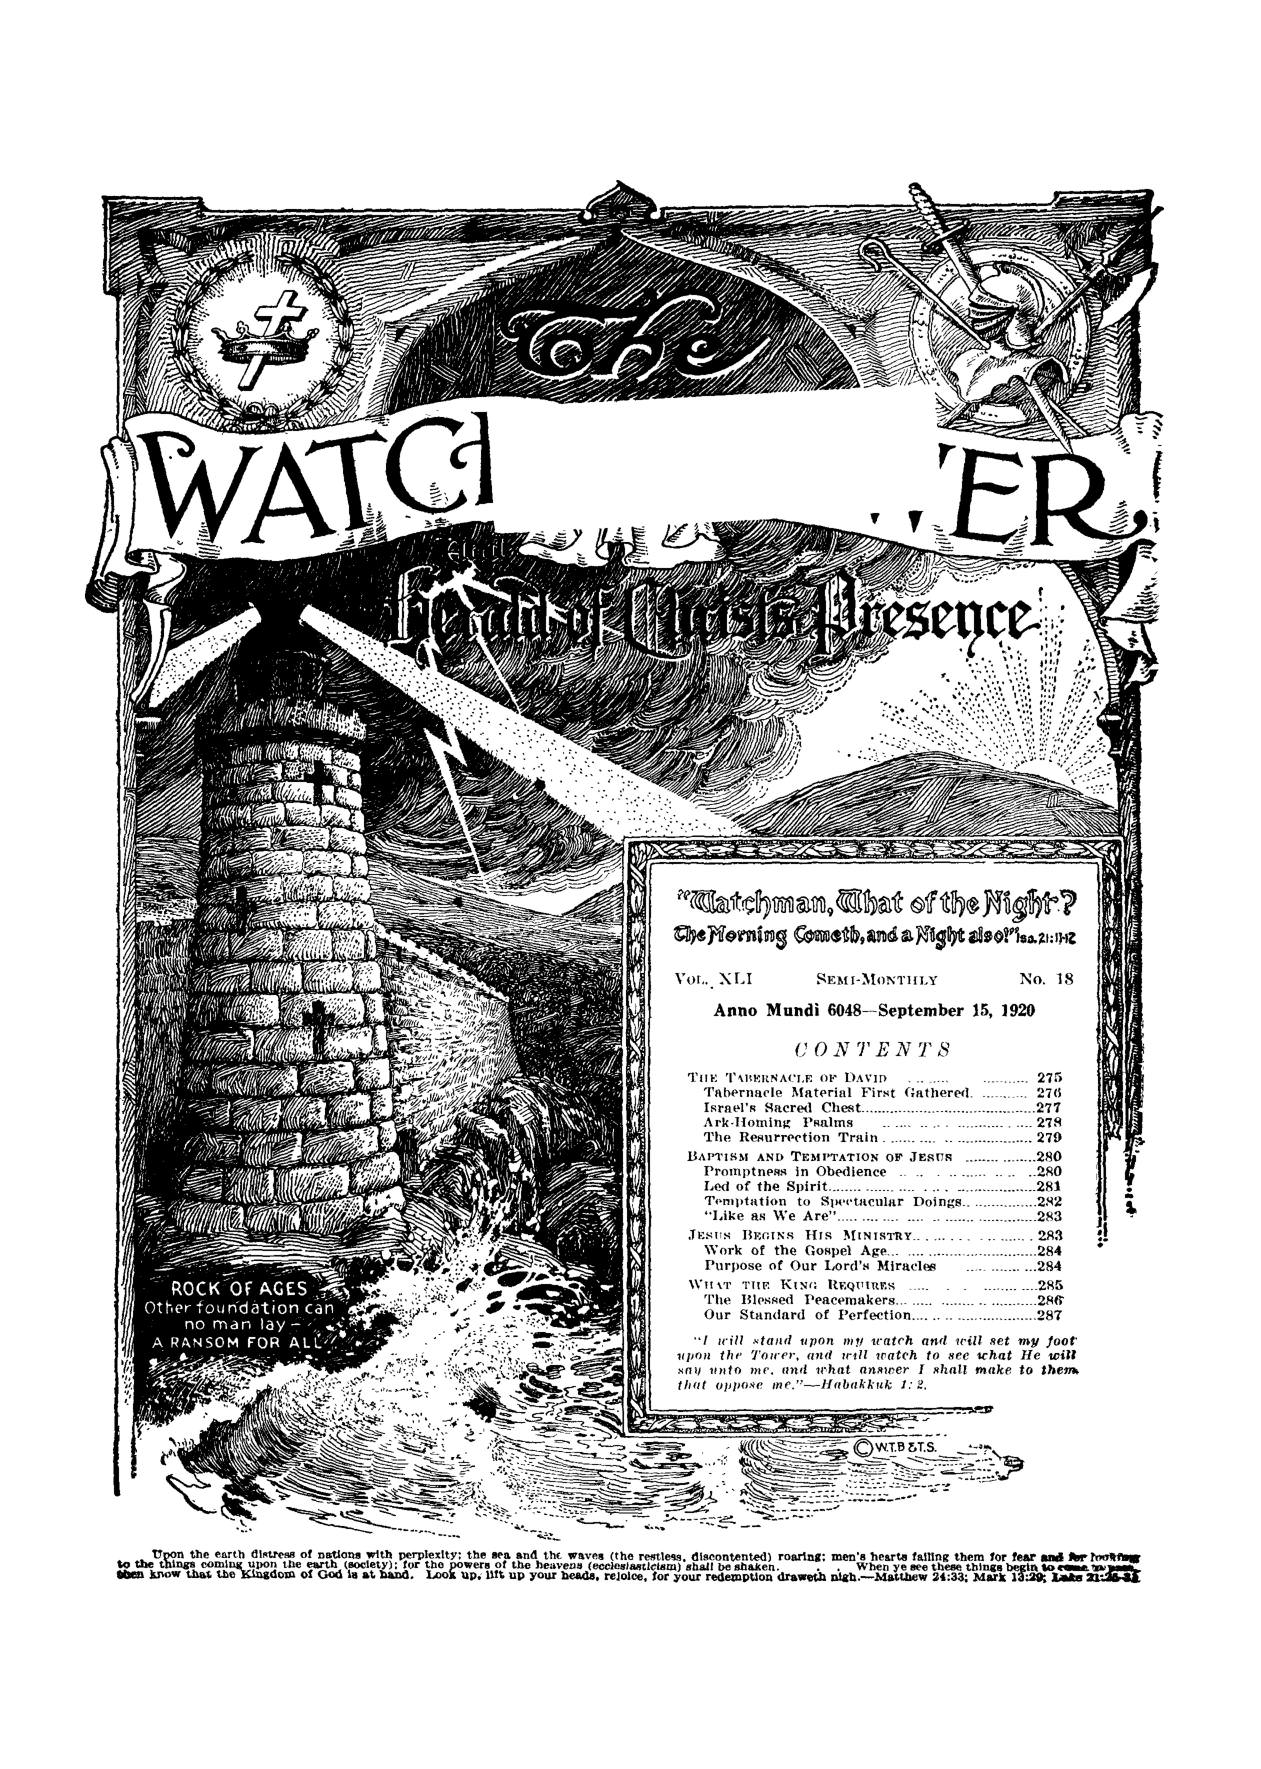 The
WATCH ER
and
Herald of Christ's Presence
"Watchman, What of the Night?
The Morning Cometh, and a Night also!" Isa. 21:11-12
VOL. XLI SEMI-MONTHLY No. 18
Anno Mundi 6048—September 15, 1920
CONTENTS
THE TABERNACLE OF DAVID 275
Tabernacle Material First Gathered 276
Israel's Sacred Chest 277
Ark-Homing Psalms 278
The Resurrection Train 279
BAPTISM AND TEMPTATION OF JESUS 280
Promptness in Obedience 280
Led of the Spirit 281
Temptation to Spectacular Doings 282
"Like as We Are" 283
JESUS BEGINS HIS MINISTRY 283
Work of the Gospel Age 284
Purpose of Our Lord's Miracles 284
WHAT THE KING REQUIRES 285
The Blessed Peacemakers 286
Our Standard of Perfection 287
"I will stand upon my watch and will set my foot
upon the Tower, and will watch to see what He will
say unto me, and what answer I shall make to them
that oppose me."—Habakkuk 1: 2.
ROCK OF AGES
Other foundation can
no man lay—
A RANSOM FOR ALL
© W.T.B & T.S.
Upon the earth distress of nations with perplexity; the sea and the waves (the restless, discontented) roaring; men's hearts failing them for fear and for looking
to the things coming upon the earth (society); for the powers of the heavens (ecclesiasticism) shall be shaken. . . When ye see these things begin to come to pass,
then know that the Kingdom of God is at hand. Look up, lift up your heads, rejoice, for your redemption draweth nigh.—Matthew 24:33; Mark 13:29; Luke 21:25-31